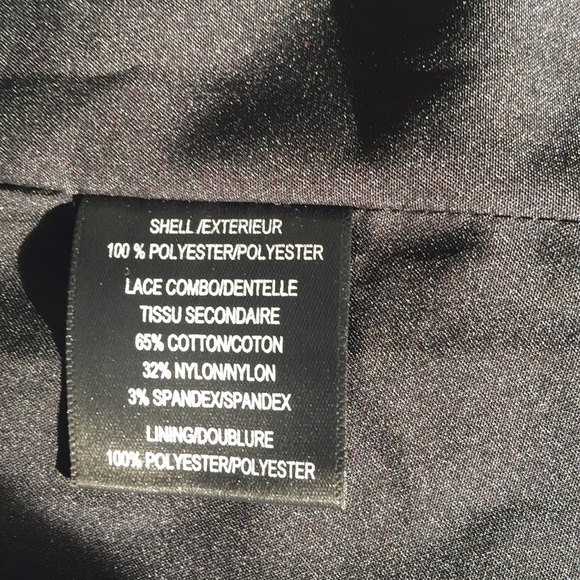 SHELL/EXTERIEUR
100 % POLYESTER/POLYESTER
LACE COMBO/DENTELLE
TISSU SECONDAIRE
65% COTTON/COTON
32% NYLON/NYLON
3% SPANDEX/SPANDEX
LINING/DOUBLURE
100% POLYESTER/POLYESTER